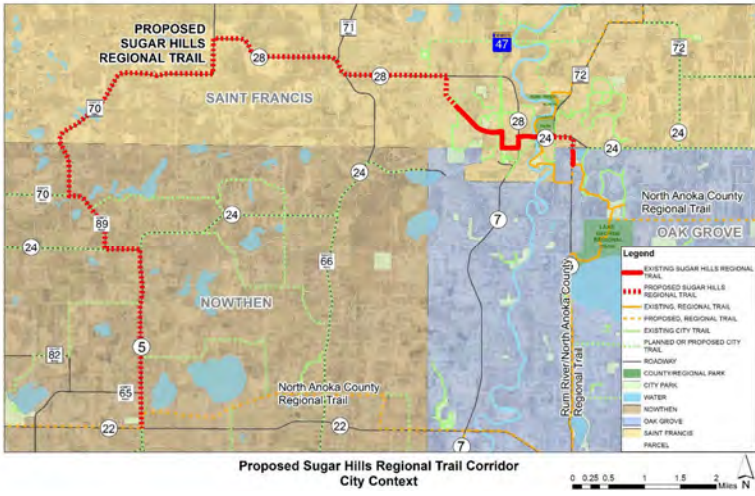 PROPOSED
SUGAR HILLS
REGIONAL TRAIL
71
47
72
72
28
28
70
SAINT FRANCIS
28
24
24
24
24
70
89
24
24
7
66
NOWTHEN
5
82
65
22
22
7
North Anoka County
Regional Trail
North Anoka County
Regional Trail
OAK GROVE
LAKE
GEORGE
REGIONAL
Rum River/North Anoka County
Regional Trail
Legend
EXISTING SUGAR HILLS REGIONAL
TRAIL
PROPOSED SUGAR HILLS
REGIONAL TRAIL
EXISTING, REGIONAL TRAIL
PROPOSED, REGIONAL TRAIL
EXISTING CITY TRAIL
PLANNED OR PROPOSED CITY
TRAIL
ROADWAY
COUNTY/REGIONAL PARK
CITY PARK
WATER
NOWTHEN
OAK GROVE
SAINT FRANCIS
PARCEL
Proposed Sugar Hills Regional Trail Corridor
City Context
0 0.25 0.5 1 1.5 2
Miles
N